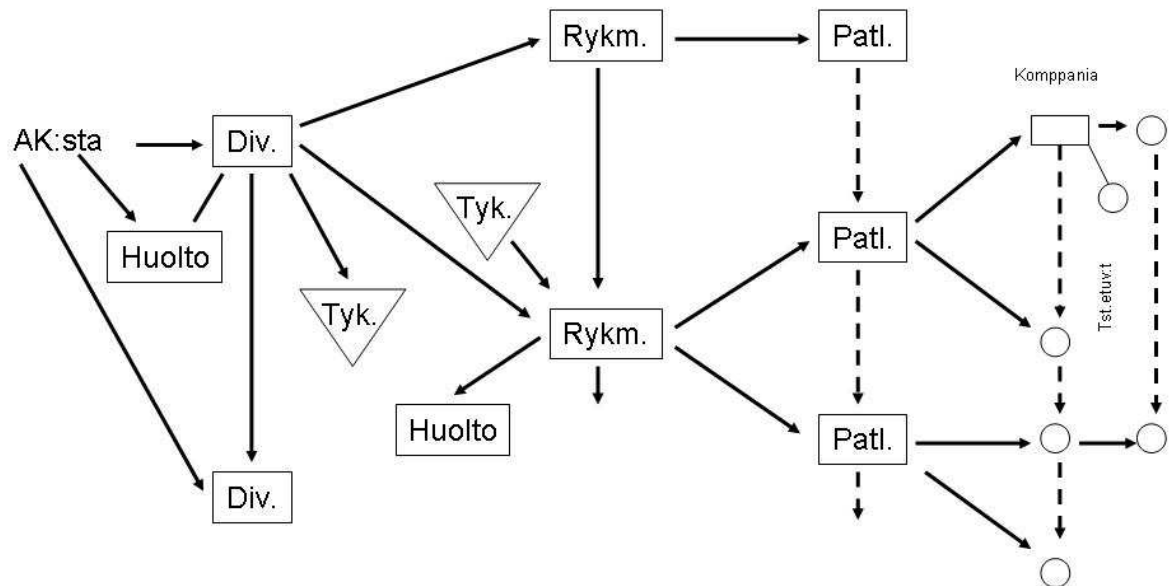 Rykm.
Patl.
Komppania
AK:sta
Div.
Tyk.
Patl.
Huolto
Tyk.
Rykm.
Tst.etuv:t
Huolto
Patl.
Div.